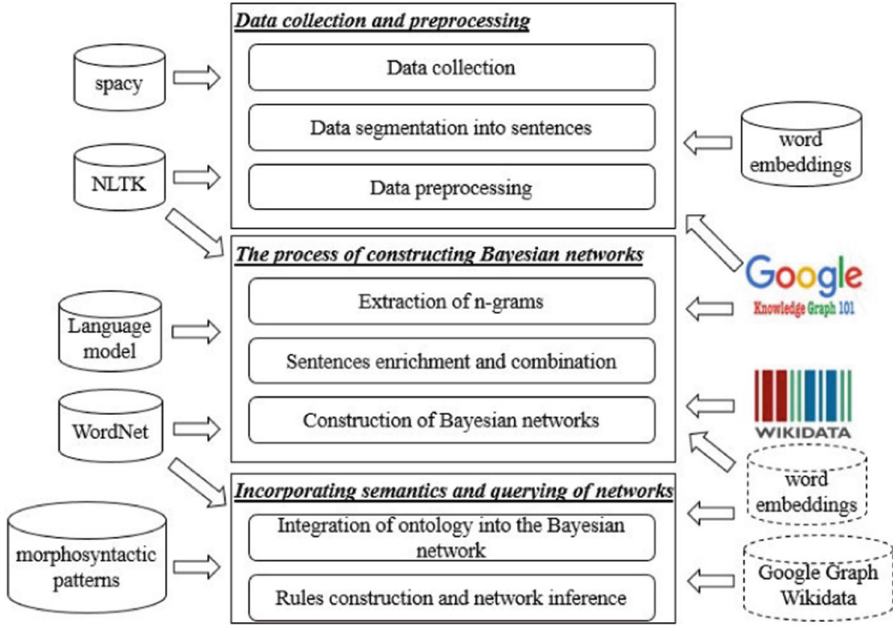 Data collection and preprocessing
spacy
Data collection
Data segmentation into sentences
word
embeddings
NLTK
Data preprocessing
The process of constructing Bayesian networks
Google
Knowledge Graph 101
Extraction of n-grams
Language
model
Sentences enrichment and combination
WordNet
Construction of Bayesian networks
WIKIDATA
word
embeddings
Incorporating semantics and querying of networks
Integration of ontology into the Bayesian
network
morphosyntactic
patterns
Google Graph
Wikidata
Rules construction and network inference